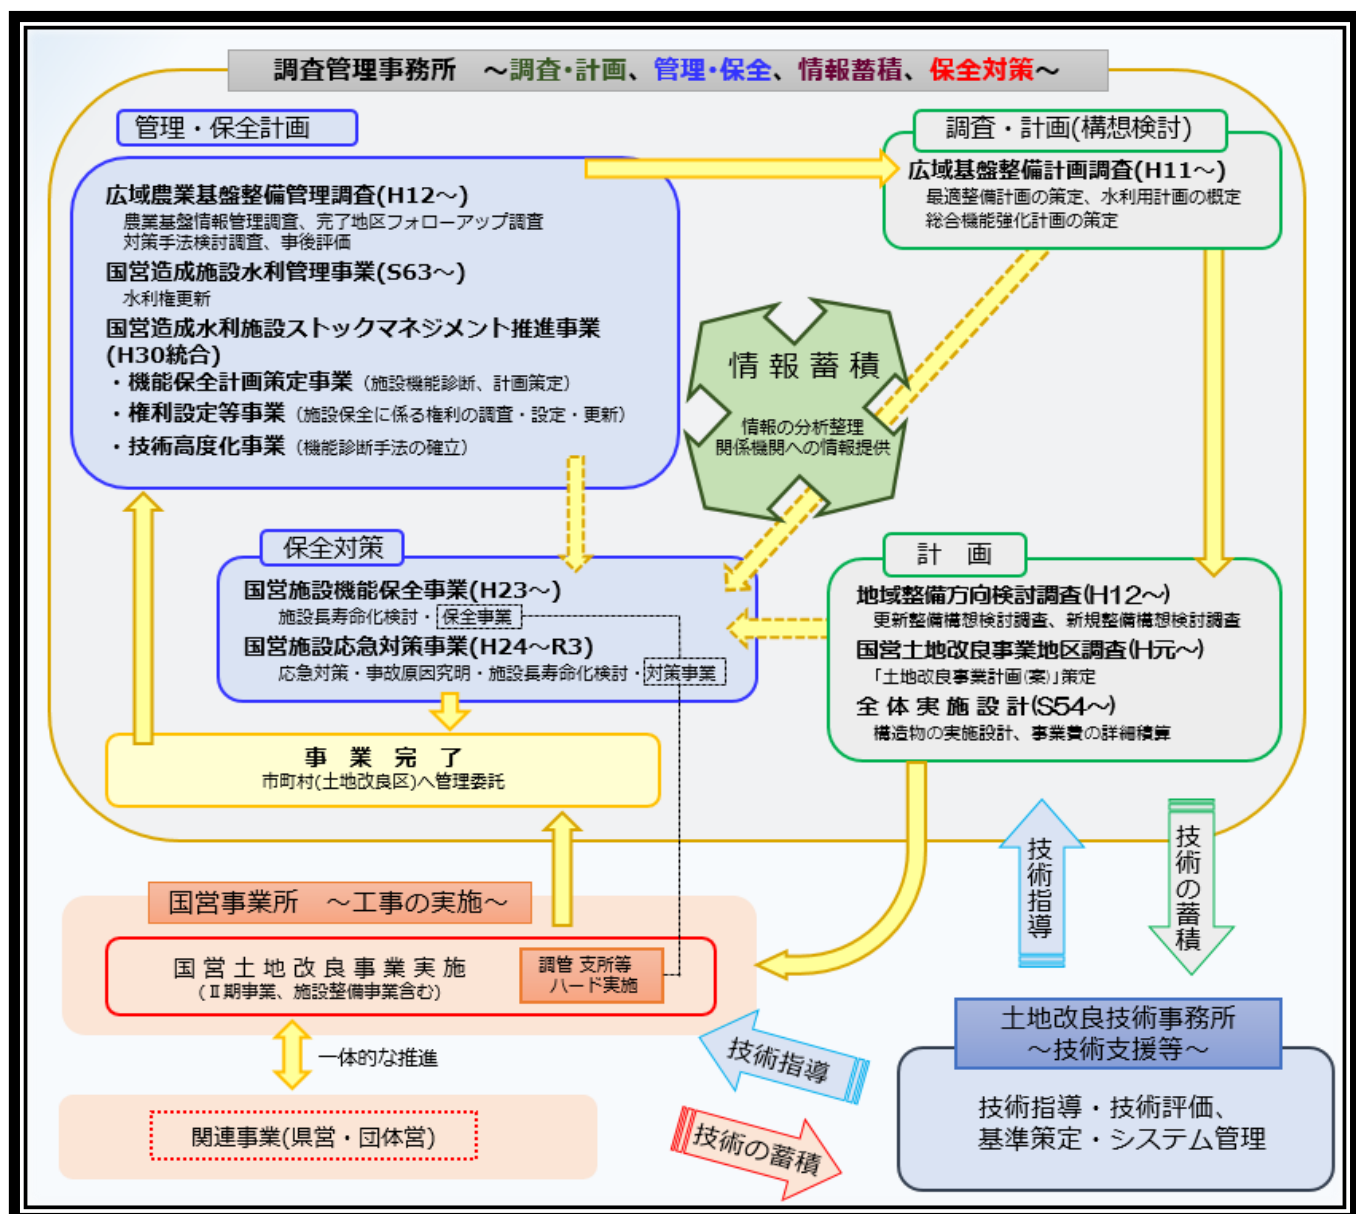 調査管理事務所　～調査・計画、管理・保全、情報蓄積、保全対策～
管理・保全計画
広域農業基盤整備管理調査(H12～)
農業基盤情報管理調査、完了地区フォローアップ調査
対策手法検討調査、事後評価
国営造成施設水利管理事業(S63～)
水利権更新
国営造成水利施設ストックマネジメント推進事業
(H30統合)
・機能保全計画策定事業（施設機能診断、計画策定）
・権利設定等事業（施設保全に係る権利の調査・設定・更新）
・技術高度化事業（機能診断手法の確立）
調査・計画(構想検討)
広域基盤整備計画調査(H11～)
最適整備計画の策定、水利用計画の概定
総合機能強化計画の策定
情報蓄積
情報の分析整理
関係機関への情報提供
保全対策
国営施設機能保全事業(H23～)
施設長寿命化検討・保全事業
国営施設応急対策事業(H24～R3)
応急対策・事故原因究明・施設長寿命化検討・対策事業
計　画
地域整備方向検討調査(H12～)
更新整備構想検討調査、新規整備構想検討調査
国営土地改良事業地区調査(H元～)
「土地改良事業計画(案)」策定
全体実施設計(S54～)
構造物の実施設計、事業費の詳細積算
事　業　完　了
市町村(土地改良区)へ管理委託
技術指導
技術の蓄積
国営事業所　～工事の実施～
国営土地改良事業実施
(Ⅱ期事業、施設整備事業含む)
調管 支所等
ハード実施
一体的な推進
関連事業(県営・団体営)
技術指導
技術の蓄積
土地改良技術事務所
～技術支援等～
技術指導・技術評価、
基準策定・システム管理